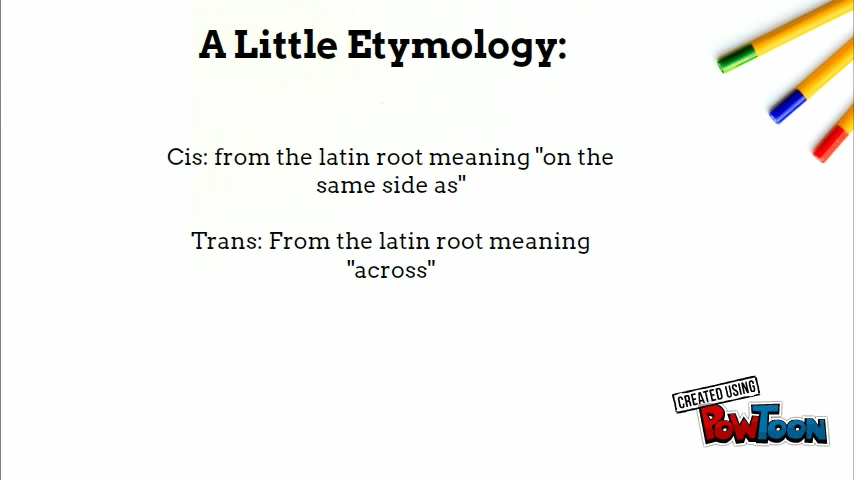 A Little Etymology:
Cis: from the latin root meaning "on the
same side as"
Trans: From the latin root meaning
"across"
CREATED USING
POWTOON